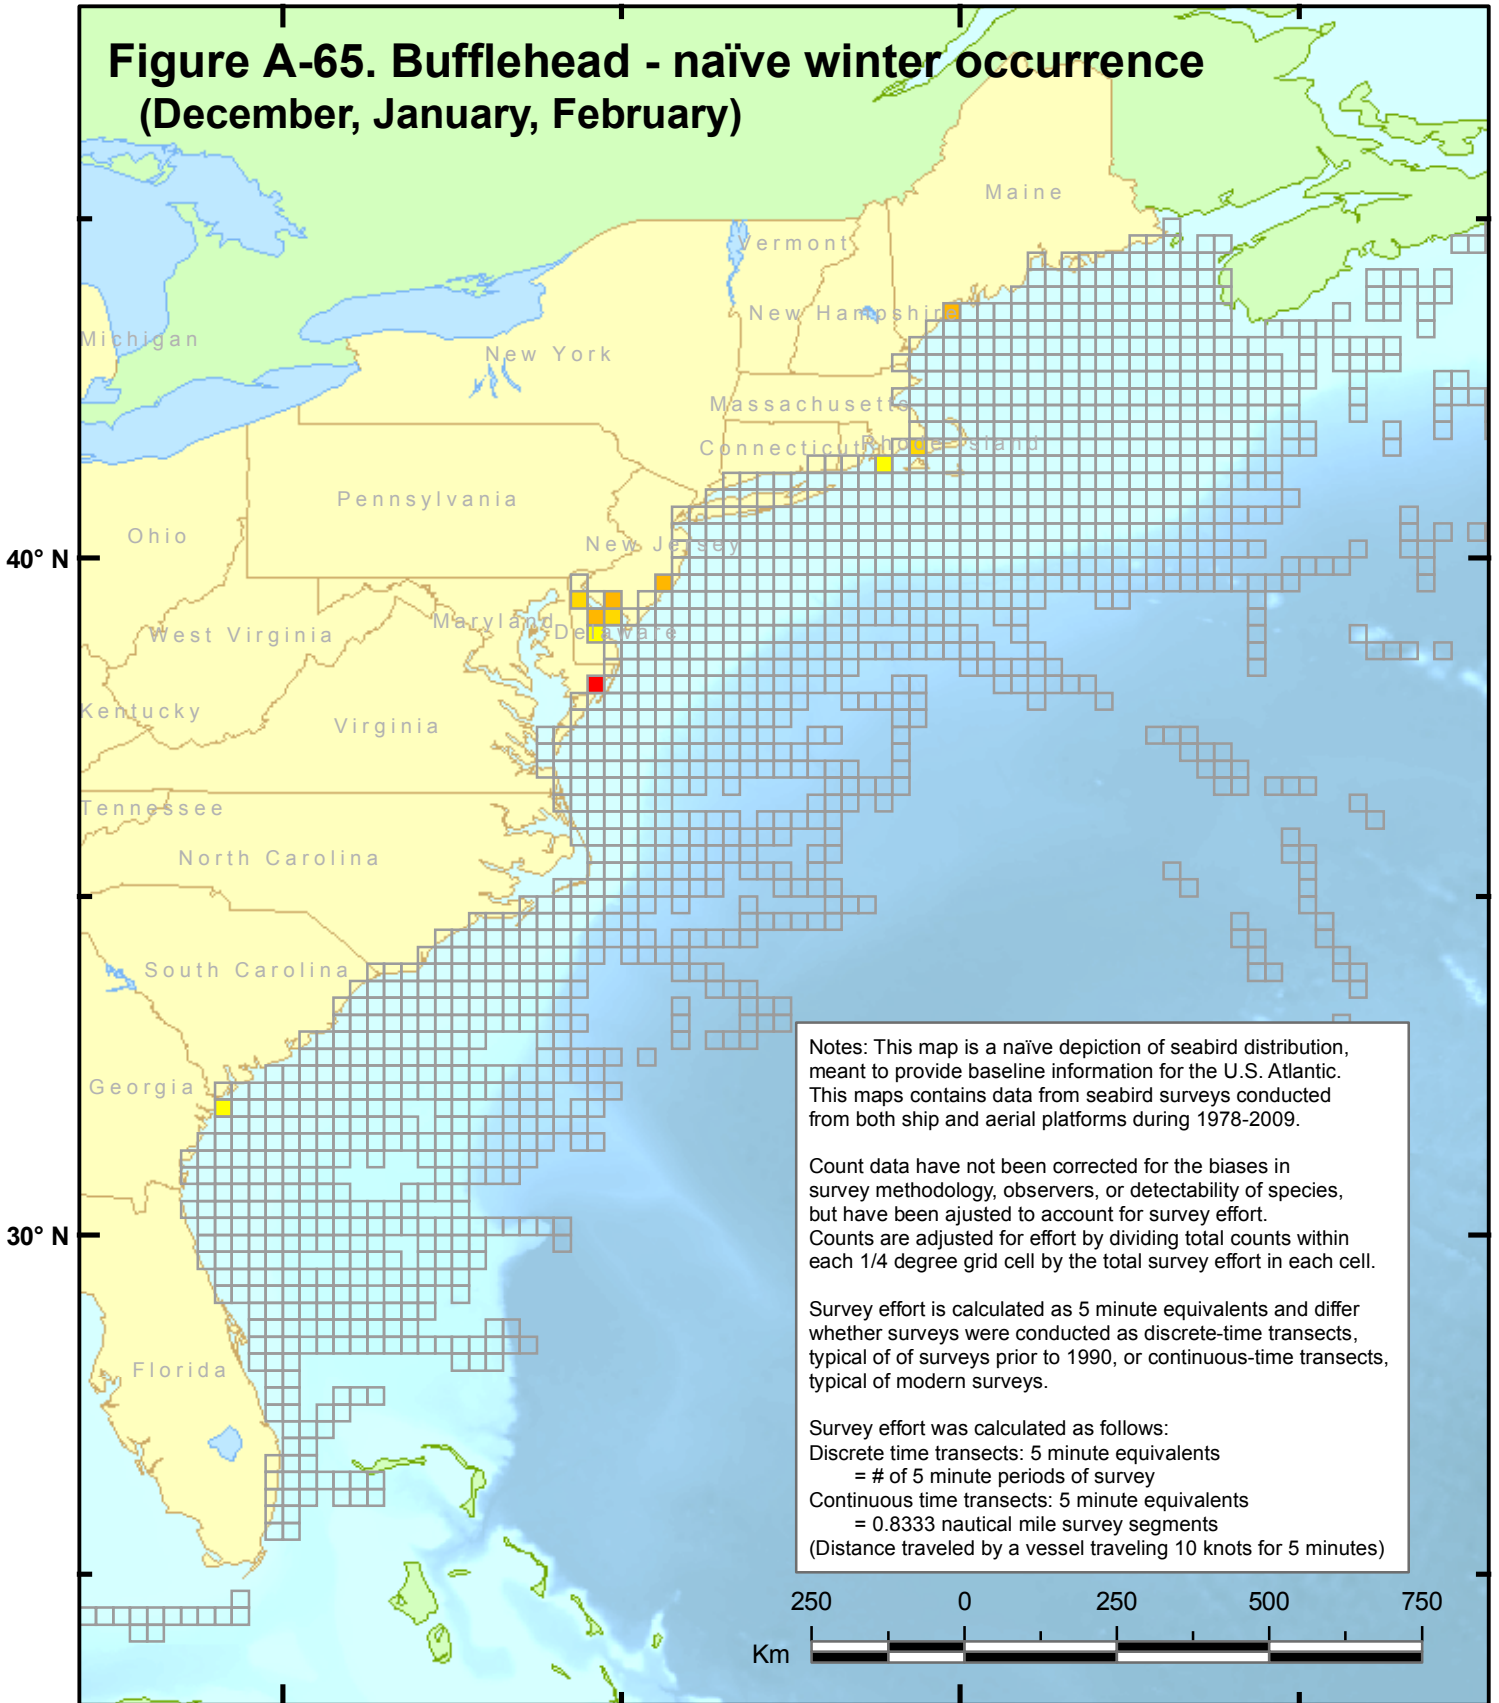 Figure A-65. Bufflehead - naïve winter occurrence
(December, January, February)
Maine
Vermont
New Hampshire
Michigan
New York
Massachusetts
Connecticut
Rhode Island
Pennsylvania
Ohio
New Jersey
40° N
Maryland
Delaware
West Virginia
Kentucky
Virginia
Tennessee
North Carolina
South Carolina
Georgia
30° N
Florida
Notes: This map is a naïve depiction of seabird distribution,
meant to provide baseline information for the U.S. Atlantic.
This maps contains data from seabird surveys conducted
from both ship and aerial platforms during 1978-2009.
Count data have not been corrected for the biases in
survey methodology, observers, or detectability of species,
but have been ajusted to account for survey effort.
Counts are adjusted for effort by dividing total counts within
each 1/4 degree grid cell by the total survey effort in each cell.
Survey effort is calculated as 5 minute equivalents and differ
whether surveys were conducted as discrete-time transects,
typical of of surveys prior to 1990, or continuous-time transects,
typical of modern surveys.
Survey effort was calculated as follows:
Discrete time transects: 5 minute equivalents
= # of 5 minute periods of survey
Continuous time transects: 5 minute equivalents
= 0.8333 nautical mile survey segments
(Distance traveled by a vessel traveling 10 knots for 5 minutes)
250 0 250 500 750
Km